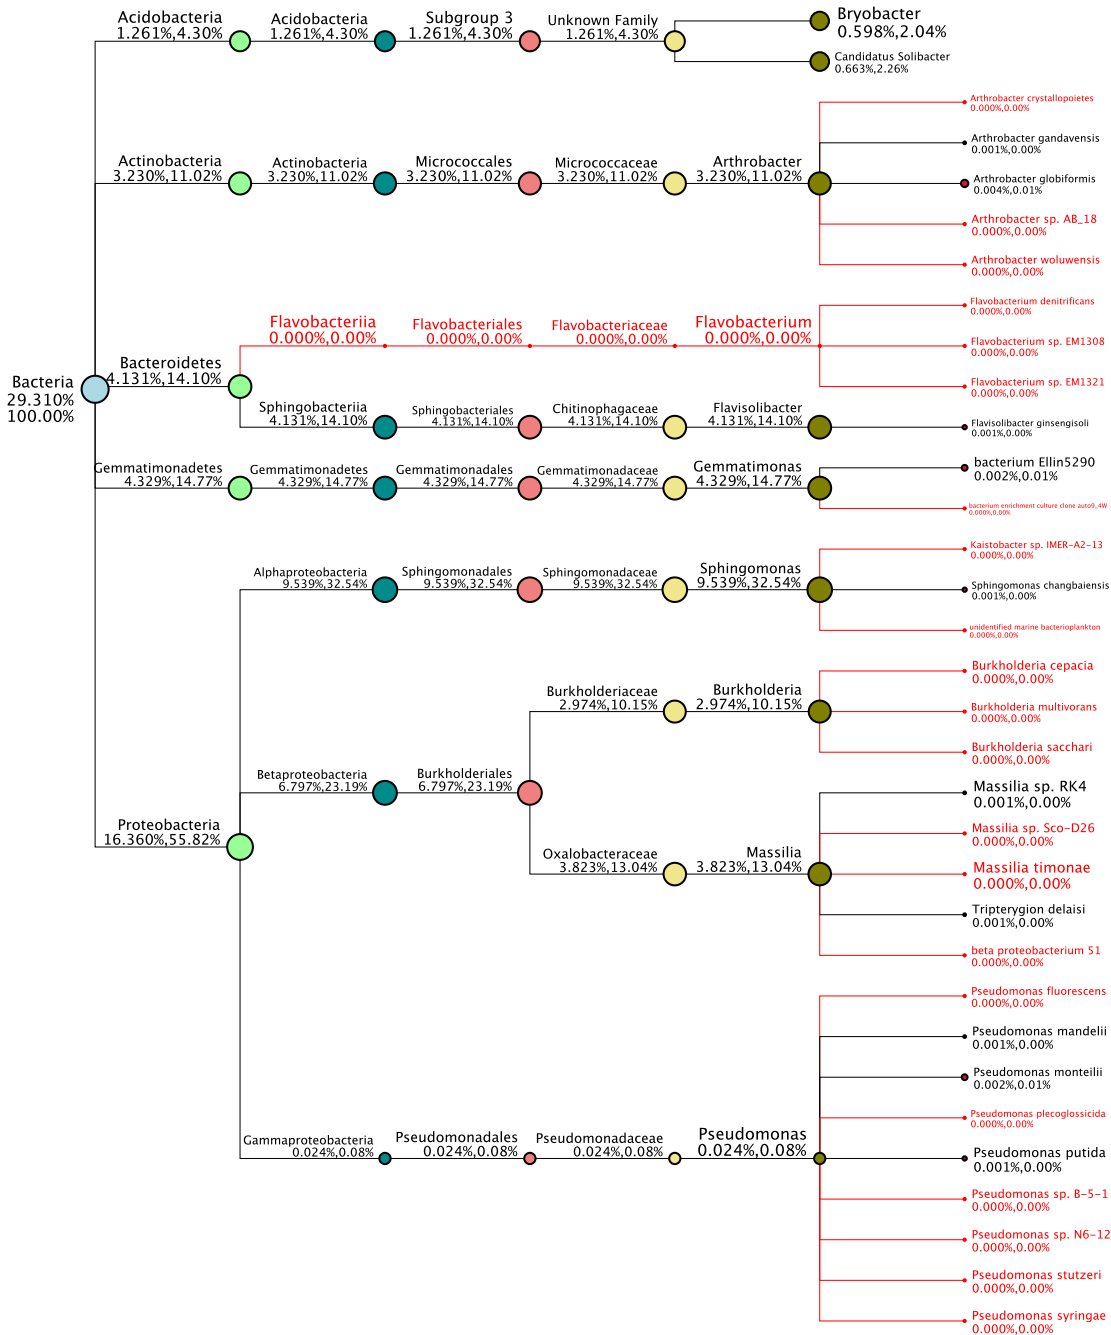 Acidobacteria
1.261%,4.30%
Acidobacteria
1.261%,4.30%
Subgroup 3
1.261%,4.30%
Unknown Family
1.261%,4.30%
Bryobacter
0.598%,2.04%
Candidatus Solibacter
0.663%,2.26%
Arthrobacter crystallopoietes
0.000%,0.00%
Arthrobacter gandavensis
0.001%,0.00%
Actinobacteria
3.230%,11.02%
Actinobacteria
3.230%,11.02%
Micrococcales
3.230%,11.02%
Micrococcaceae
3.230%,11.02%
Arthrobacter
3.230%,11.02%
Arthrobacter globiformis
0.004%,0.01%
Arthrobacter sp. AB_18
0.000%,0.00%
Arthrobacter woluwensis
0.000%,0.00%
Flavobacterium denitrificans
0.000%,0.00%
Flavobacteriia
0.000%,0.00%
Flavobacteriales
0.000%,0.00%
Flavobacteriaceae
0.000%,0.00%
Flavobacterium
0.000%,0.00%
Flavobacterium sp. EM1308
0.000%,0.00%
Bacteria
29.310%
100.00%
Bacteroidetes
4.131%,14.10%
Flavobacterium sp. EM1321
0.000%,0.00%
Sphingobacteriia
4.131%,14.10%
Sphingobacteriales
4.131%,14.10%
Chitinophagaceae
4.131%,14.10%
Flavisolibacter
4.131%,14.10%
Flavisolibacter ginsengisoli
0.001%,0.00%
Gemmatimonadetes
4.329%,14.77%
Gemmatimonadetes
4.329%,14.77%
Gemmatimonadales
4.329%,14.77%
Gemmatimonadaceae
4.329%,14.77%
Gemmatimonas
4.329%,14.77%
bacterium Ellin5290
0.002%,0.01%
bacterium enrichment culture clone auto9_4W
0.000%,0.00%
Kaistobacter sp. IMER-A2-13
0.000%,0.00%
Alphaproteobacteria
9.539%,32.54%
Sphingomonadales
9.539%,32.54%
Sphingomonadaceae
9.539%,32.54%
Sphingomonas
9.539%,32.54%
Sphingomonas changbaiensis
0.001%,0.00%
unidentified marine bacterioplankton
0.000%,0.00%
Burkholderia cepacia
0.000%,0.00%
Burkholderiaceae
2.974%,10.15%
Burkholderia
2.974%,10.15%
Burkholderia multivorans
0.000%,0.00%
Burkholderia sacchari
0.000%,0.00%
Betaproteobacteria
6.797%,23.19%
Burkholderiales
6.797%,23.19%
Massilia sp. RK4
0.001%,0.00%
Proteobacteria
16.360%,55.82%
Massilia sp. Sco-D26
0.000%,0.00%
Oxalobacteraceae
3.823%,13.04%
Massilia
3.823%,13.04%
Massilia timonae
0.000%,0.00%
Tripterygion delaisi
0.001%,0.00%
beta proteobacterium 51
0.000%,0.00%
Pseudomonas fluorescens
0.000%,0.00%
Pseudomonas mandelii
0.001%,0.00%
Pseudomonas monteilii
0.002%,0.01%
Pseudomonas plecoglossicida
0.000%,0.00%
Gammaproteobacteria
0.024%,0.08%
Pseudomonadales
0.024%,0.08%
Pseudomonadaceae
0.024%,0.08%
Pseudomonas
0.024%,0.08%
Pseudomonas putida
0.001%,0.00%
Pseudomonas sp. B-5-1
0.000%,0.00%
Pseudomonas sp. N6-12
0.000%,0.00%
Pseudomonas stutzeri
0.000%,0.00%
Pseudomonas syringae
0.000%,0.00%